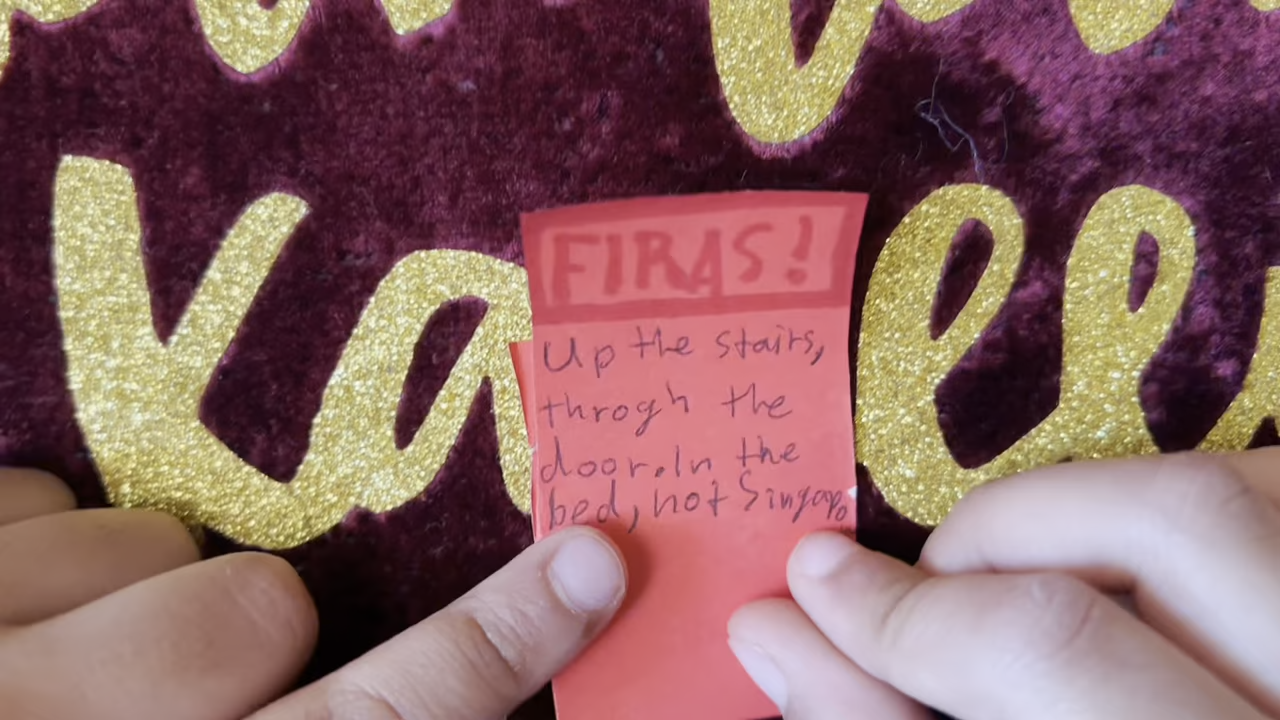 FIRAS!
Up the stairs,
throgh the
door. In the
bed, not Singapo